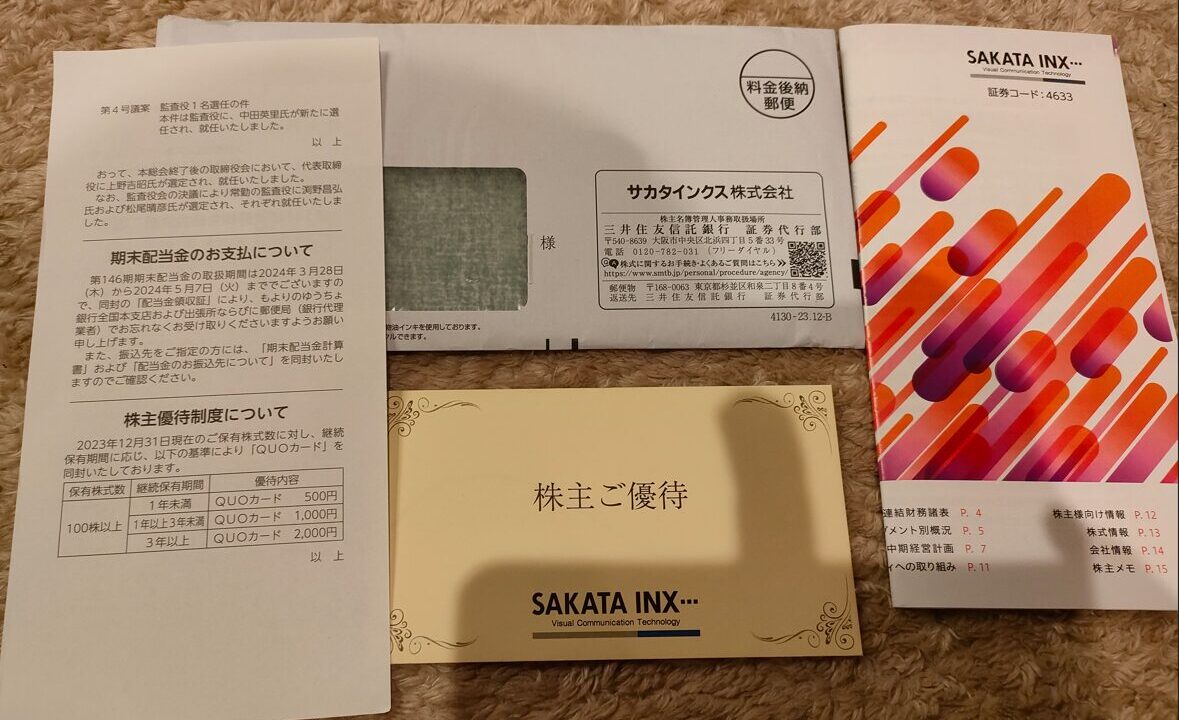 第4号議案　監査役1名選任の件
本件は監査役に、中田英里氏が新たに選
任され、就任いたしました。
以　上
おって、本総会終了後の取締役会において、代表取締
役に上野吉昭氏が選定され、就任いたしました。
なお、監査役会の決議により常勤の監査役に渕野昌弘
氏および松尾晴彦氏が選定され、それぞれ就任いたしま
した。
期末配当金のお支払について
第146期期末配当金の取扱期間は2024年3月28日
(木)から2024年5月7日(火)まででございますの
で、同封の「配当金領収証」により、もよりのゆうちょ
銀行全国本支店および出張所ならびに郵便局(銀行代理
業者)でお忘れなくお受け取りくださいますようお願い
申し上げます。
また、振込先をご指定の方には、「期末配当金計算
書」および「配当金のお振込先について」を同封いたし
ますのでご確認ください。
株主優待制度について
2023年12月31日現在のご保有株式数に対し、継続
保有期間に応じ、以下の基準により「QUOカード」を
同封いたしております。
保有株式数　継続保有期間　優待内容
100株以上　1年未満　QUOカード　500円
1年以上3年未満　QUOカード　1,000円
3年以上　QUOカード　2,000円
以　上
料金後納
郵便
様
サカタインクス株式会社
株主名簿管理人事務取扱場所
三井住友信託銀行　証券代行部
〒540-8639　大阪市中央区北浜四丁目5番33号
電話　0120-782-031　(フリーダイヤル)
株式に関するお手続き・よくあるご質問はこちら
https://www.smtb.jp/personal/procedure/agency/
郵便物　〒168-0063　東京都杉並区和泉二丁目8番4号
返送先　三井住友信託銀行　証券代行部
4130-23.12-B
物油インキを使用しております。
ルできます。
株主ご優待
SAKATA INX…
Visual Communication Technology
SAKATA INX…
Visual Communication Technology
証券コード：4633
連結財務諸表　P. 4
メント別概況　P. 5
中期経営計画　P. 7
ィへの取り組み　P. 11
株主様向け情報　P. 12
株式情報　P. 13
会社情報　P. 14
株主メモ　P. 15